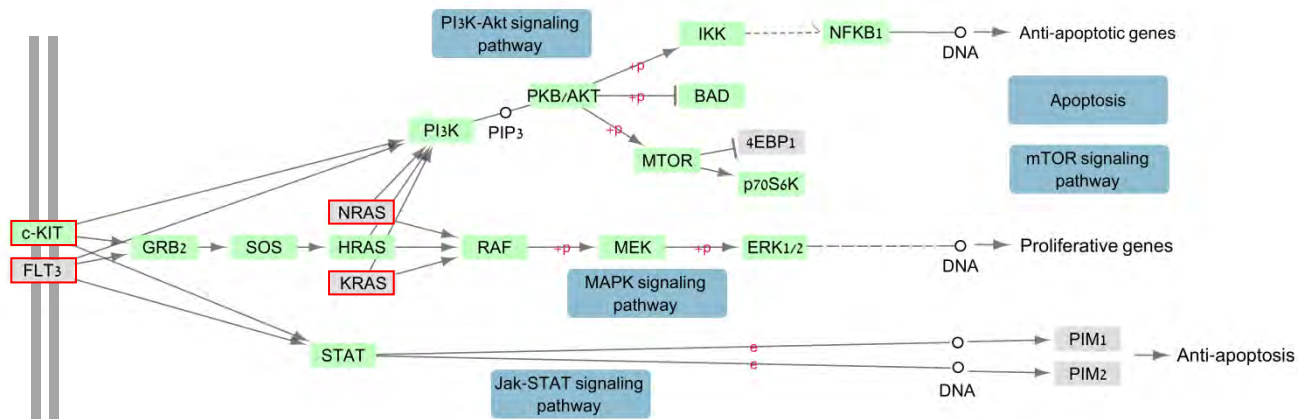 PI3K-Akt signaling
pathway
IKK
NFKB1
DNA
Anti-apoptotic genes
+p
PKB/AKT
+p
BAD
Apoptosis
PI3K
PIP3
+p
4EBP1
MTOR
mTOR signaling
pathway
p70S6K
NRAS
c-KIT
GRB2
SOS
HRAS
RAF
+p
MEK
+p
ERK1/2
DNA
Proliferative genes
FLT3
KRAS
MAPK signaling
pathway
STAT
e
e
PIM1
Anti-apoptosis
PIM2
DNA
Jak-STAT signaling
pathway